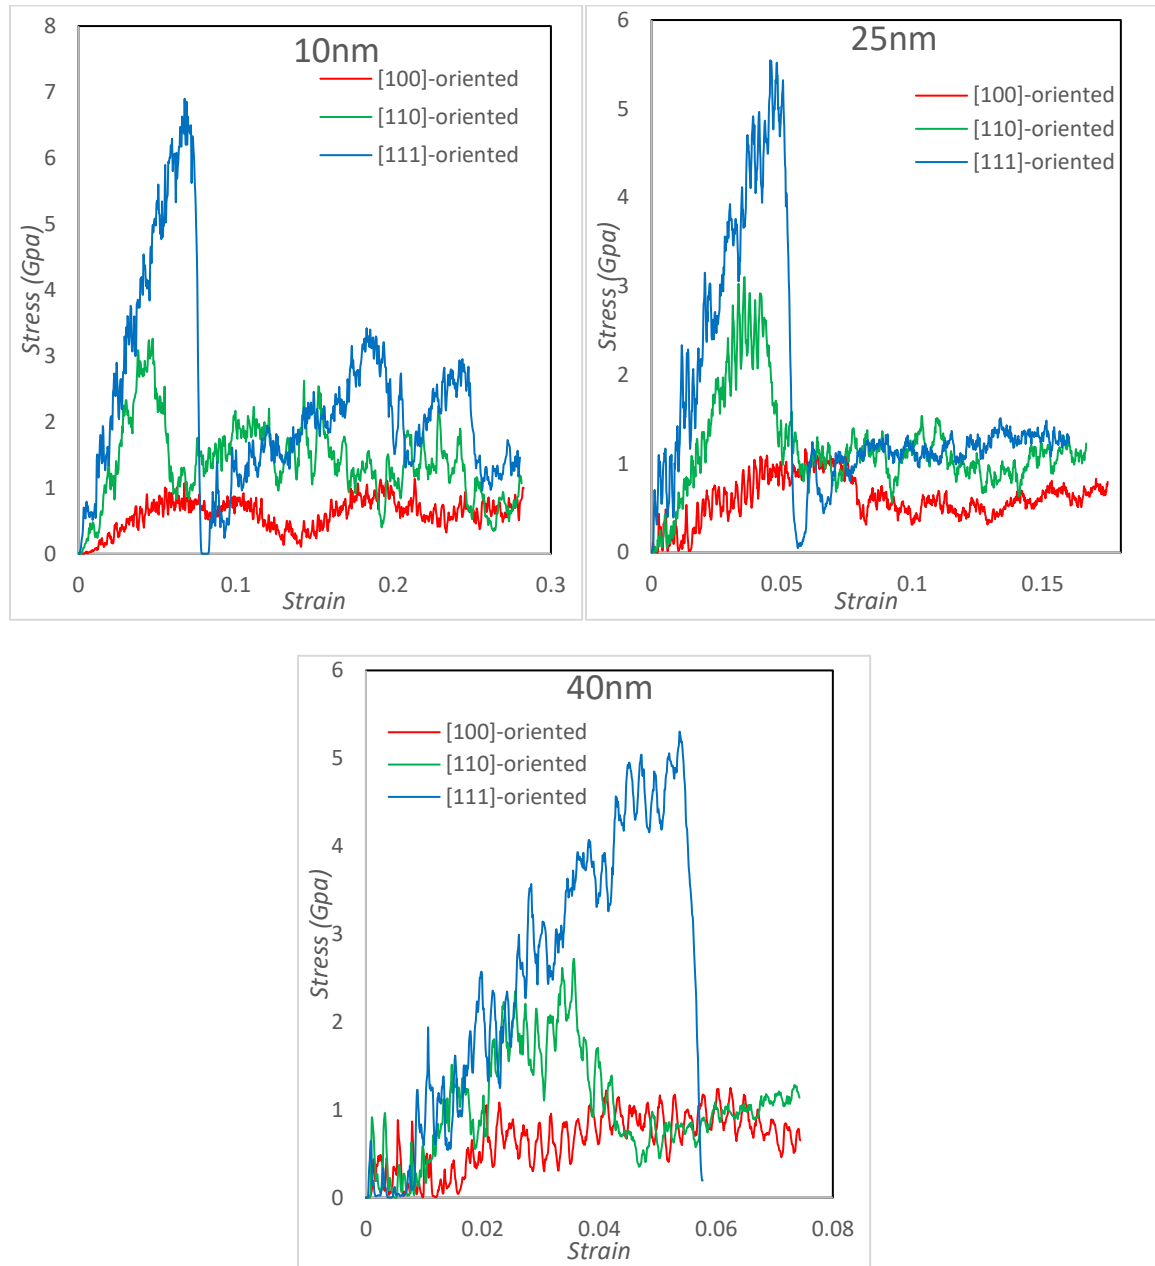 10nm
[100]-oriented
[110]-oriented
[111]-oriented
8
7
6
5
4
3
2
1
0
Stress (Gpa)
0 0.1 0.2 0.3
Strain
25nm
[100]-oriented
[110]-oriented
[111]-oriented
6
5
4
3
2
1
0
Stress (Gpa)
0 0.05 0.1 0.15
Strain
40nm
[100]-oriented
[110]-oriented
[111]-oriented
6
5
4
3
2
1
0
Stress (Gpa)
0 0.02 0.04 0.06 0.08
Strain